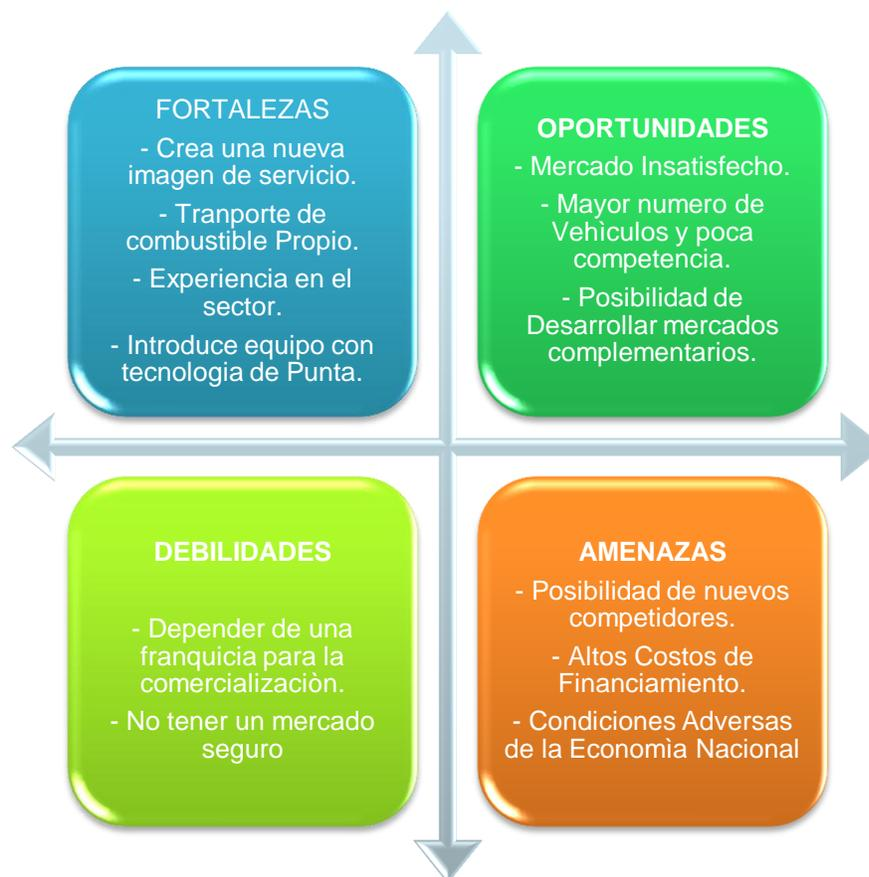 FORTALEZAS
- Crea una nueva
imagen de servicio.
- Tranporte de
combustible Propio.
- Experiencia en el
sector.
- Introduce equipo con
tecnologia de Punta.
OPORTUNIDADES
- Mercado Insatisfecho.
- Mayor numero de
Vehìculos y poca
competencia.
- Posibilidad de
Desarrollar mercados
complementarios.
DEBILIDADES
- Depender de una
franquicia para la
comercializaciòn.
- No tener un mercado
seguro
AMENAZAS
- Posibilidad de nuevos
competidores.
- Altos Costos de
Financiamiento.
- Condiciones Adversas
de la Economìa Nacional